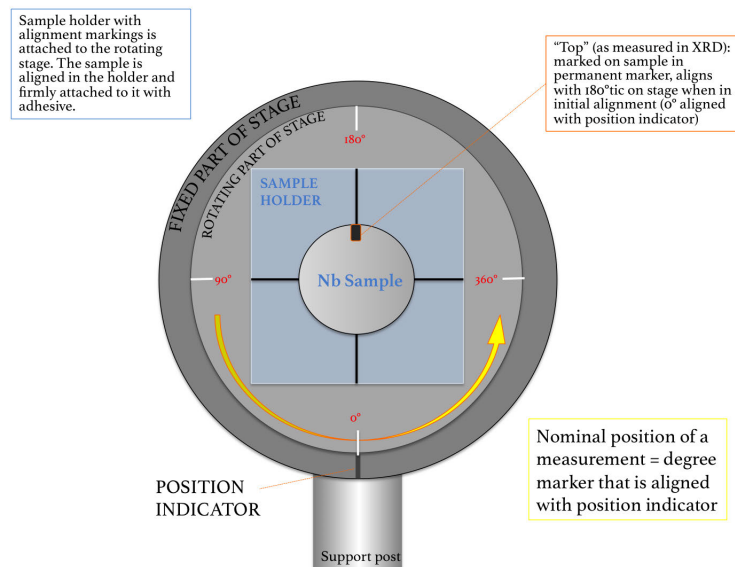 Sample holder with
alignment markings is
attached to the rotating
stage. The sample is
aligned in the holder and
firmly attached to it with
adhesive.
"Top" (as measured in XRD):
marked on sample in
permanent marker, aligns
with 180°tic on stage when in
initial alignment (0° aligned
with position indicator)
FIXED PART OF STAGE
ROTATING PART OF STAGE
180°
SAMPLE
HOLDER
90°
Nb Sample
360°
0°
POSITION
INDICATOR
Nominal position of a
measurement = degree
marker that is aligned
with position indicator
Support post